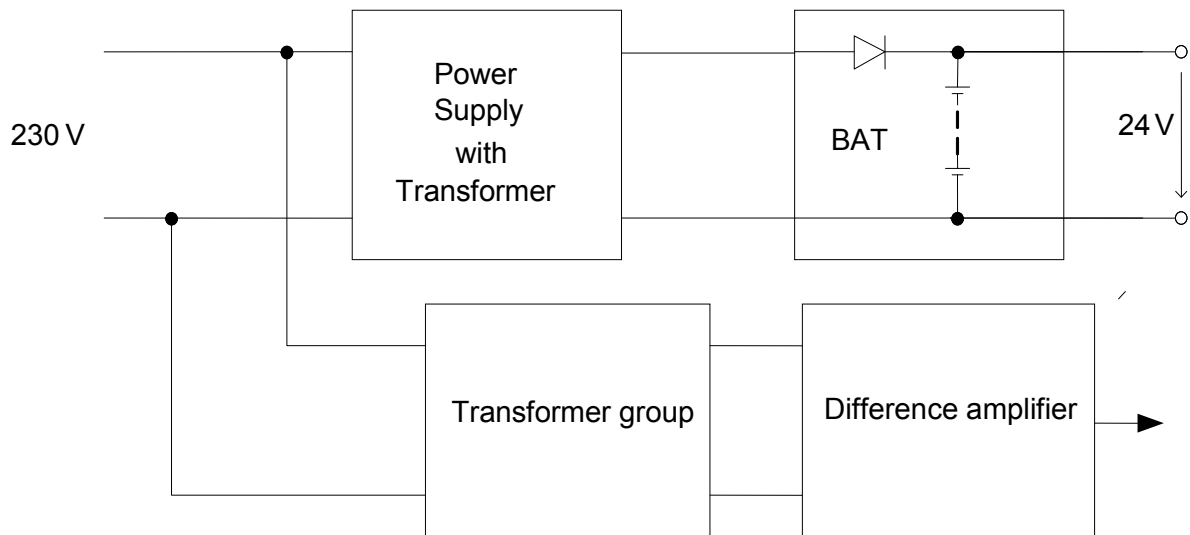 230 V
Power
Supply
with
Transformer
BAT
24 V
Transformer group
Difference amplifier